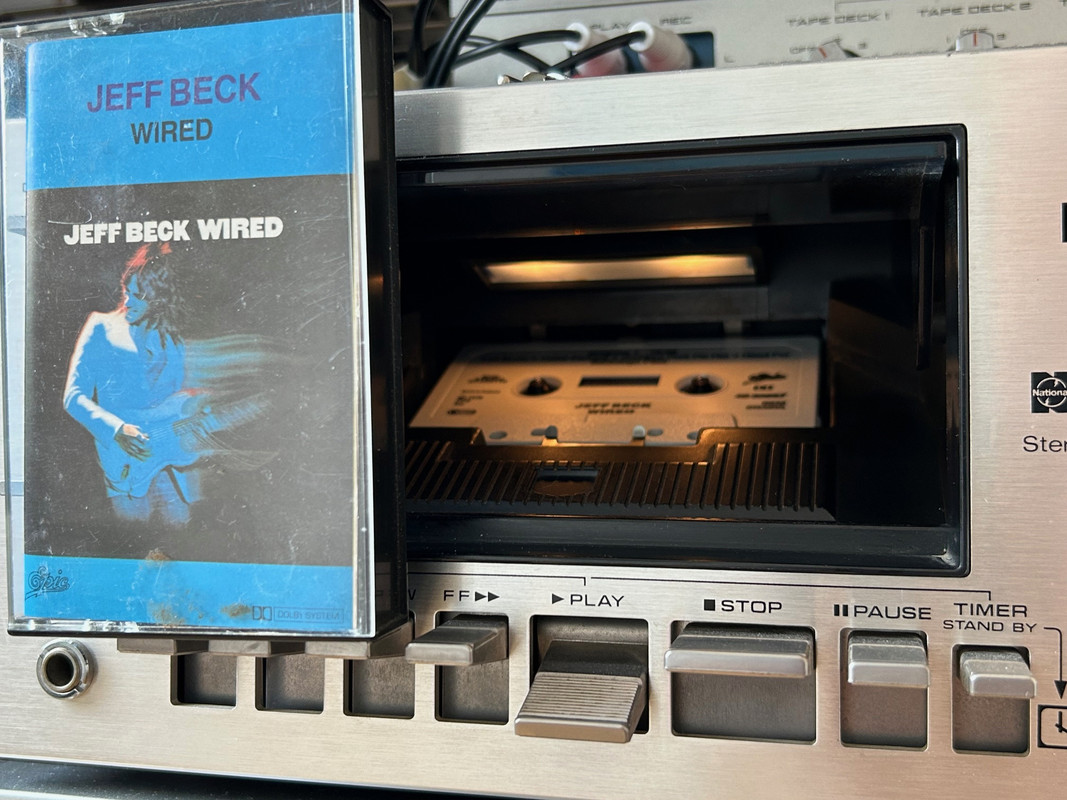 JEFF BECK
WIRED
JEFF BECK WIRED
Epic
DOLBY SYSTEM
PLAY REC
TAPE DECK 1 TAPE DECK 2
JEFF BECK
WIRED
National
Ster
FF
PLAY
STOP
PAUSE
TIMER
STAND BY